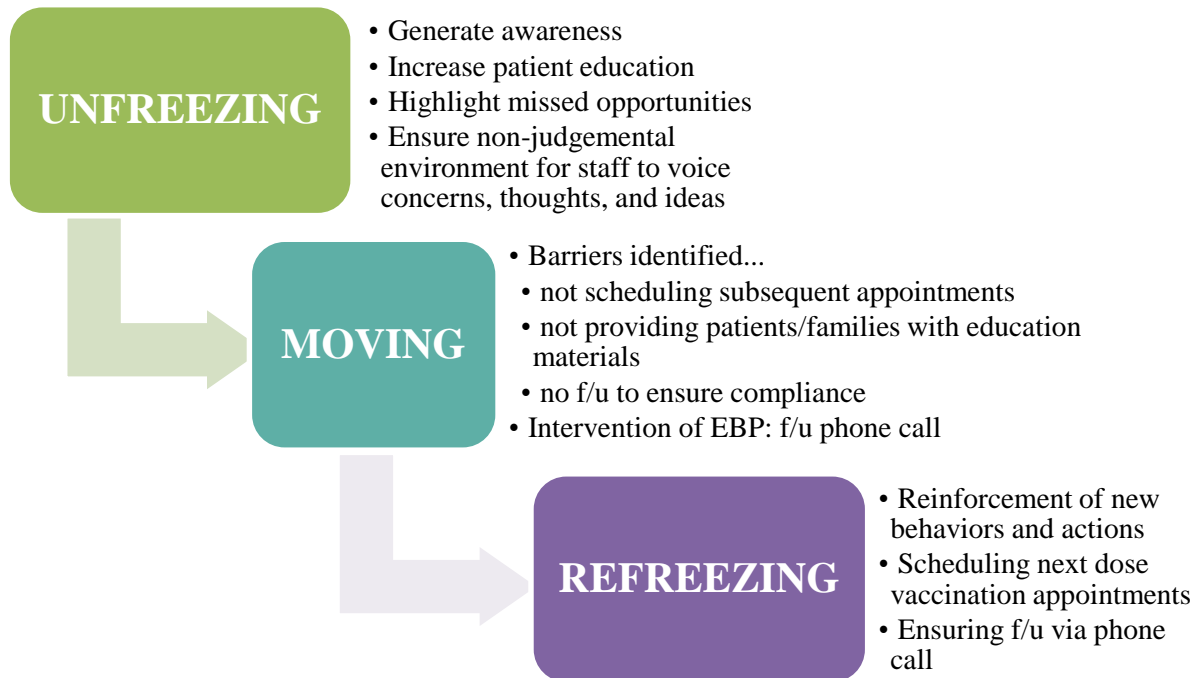 UNFREEZING
• Generate awareness
• Increase patient education
• Highlight missed opportunities
• Ensure non-judgemental
environment for staff to voice
concerns, thoughts, and ideas
MOVING
• Barriers identified...
• not scheduling subsequent appointments
• not providing patients/families with education
materials
• no f/u to ensure compliance
• Intervention of EBP: f/u phone call
REFREEZING
• Reinforcement of new
behaviors and actions
• Scheduling next dose
vaccination appointments
• Ensuring f/u via phone
call